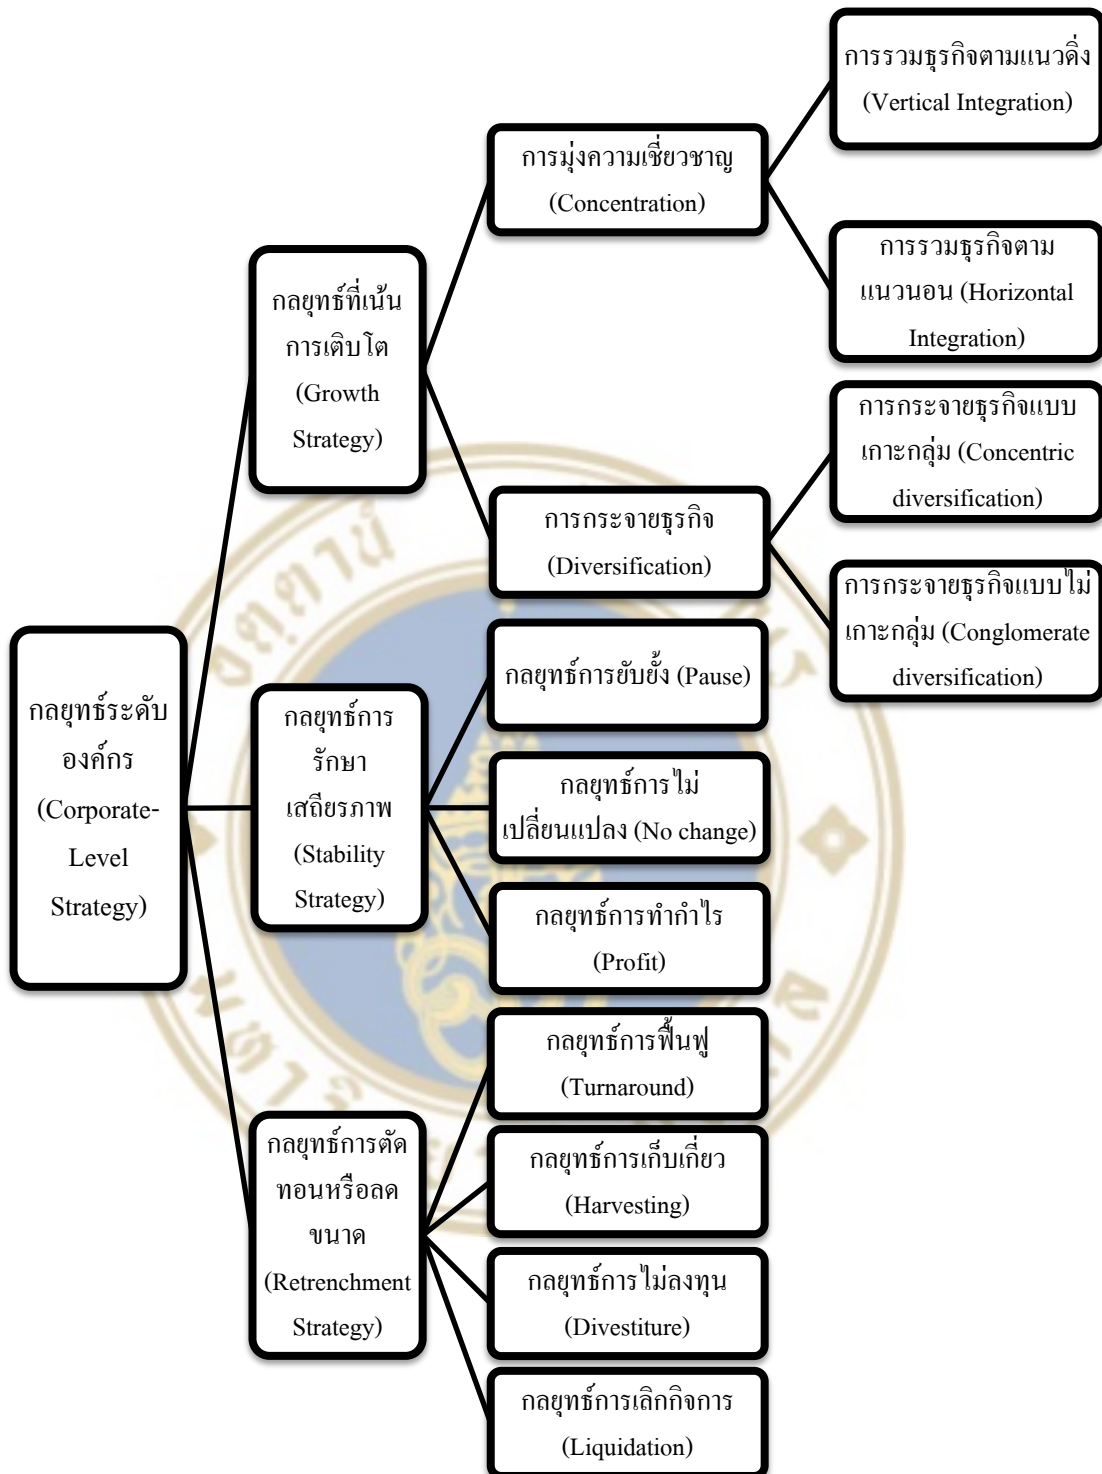 การรวมธุรกิจตามแนวดิ่ง
(Vertical Integration)
การมุ่งความเชี่ยวชาญ
(Concentration)
การรวมธุรกิจตาม
แนวนอน (Horizontal
Integration)
กลยุทธ์ที่เน้น
การเติบโต
(Growth
Strategy)
การกระจายธุรกิจแบบ
เกาะกลุ่ม (Concentric
diversification)
การกระจายธุรกิจ
(Diversification)
การกระจายธุรกิจแบบไม่
เกาะกลุ่ม (Conglomerate
diversification)
กลยุทธ์ระดับ
องค์กร
(Corporate-
Level
Strategy)
กลยุทธ์การ
รักษา
เสถียรภาพ
(Stability
Strategy)
กลยุทธ์การยับยั้ง (Pause)
กลยุทธ์การไม่
เปลี่ยนแปลง (No change)
กลยุทธ์การทำกำไร
(Profit)
กลยุทธ์การตัด
ทอนหรือลด
ขนาด
(Retrenchment
Strategy)
กลยุทธ์การฟื้นฟู
(Turnaround)
กลยุทธ์การเก็บเกี่ยว
(Harvesting)
กลยุทธ์การไม่ลงทุน
(Divestiture)
กลยุทธ์การเลิกกิจการ
(Liquidation)